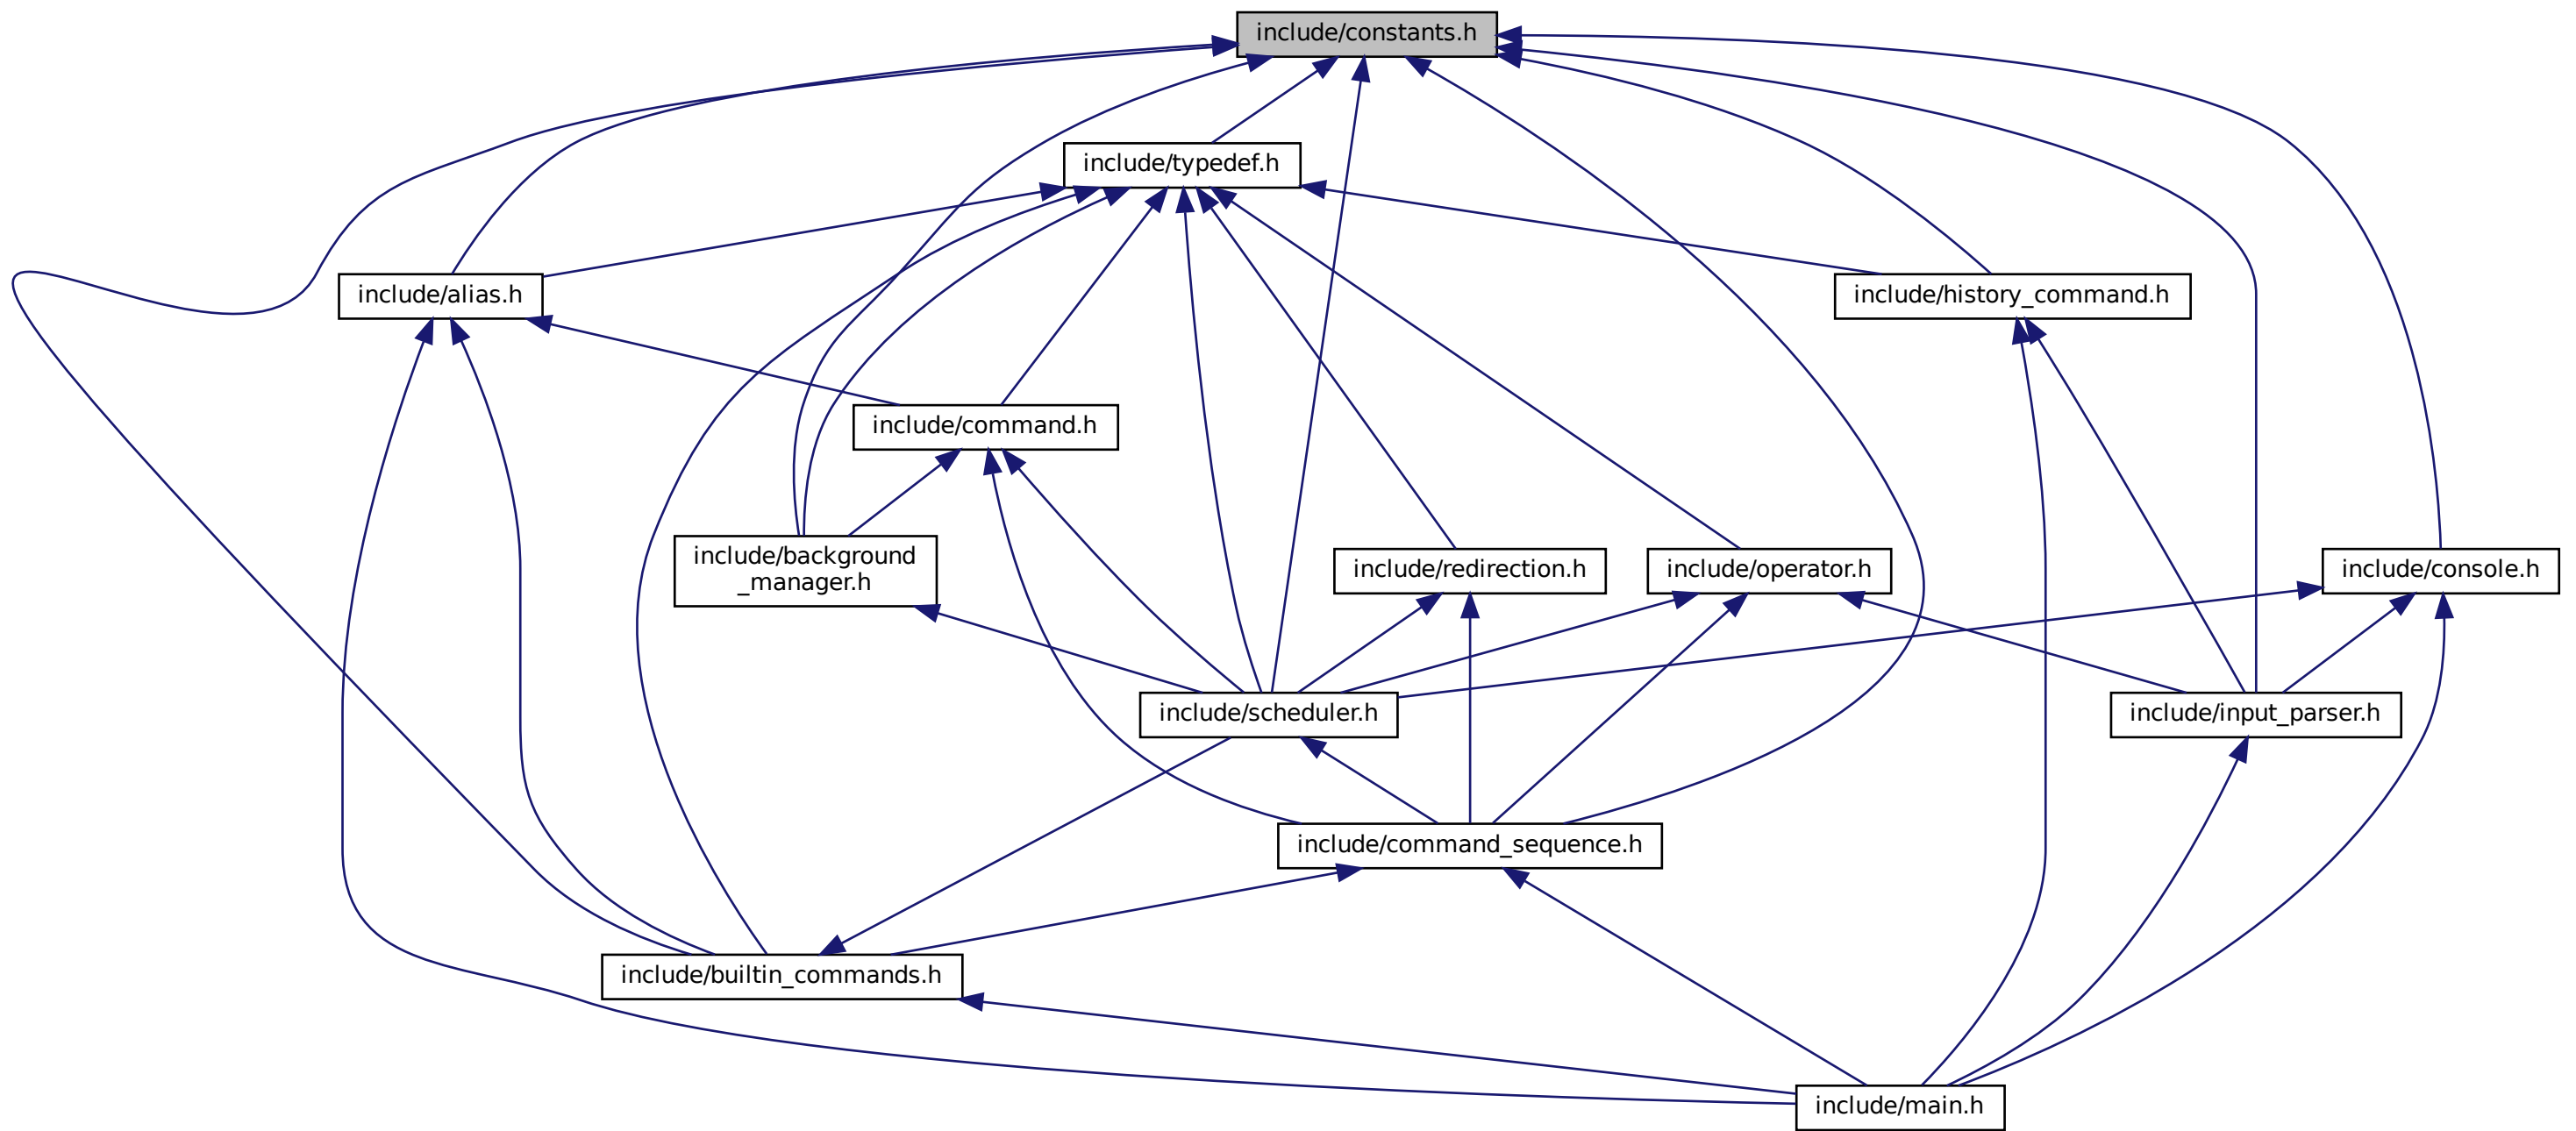 include/constants.h
include/typedef.h
include/alias.h
include/history_command.h
include/command.h
include/background
_manager.h
include/redirection.h
include/operator.h
include/console.h
include/scheduler.h
include/input_parser.h
include/command_sequence.h
include/builtin_commands.h
include/main.h